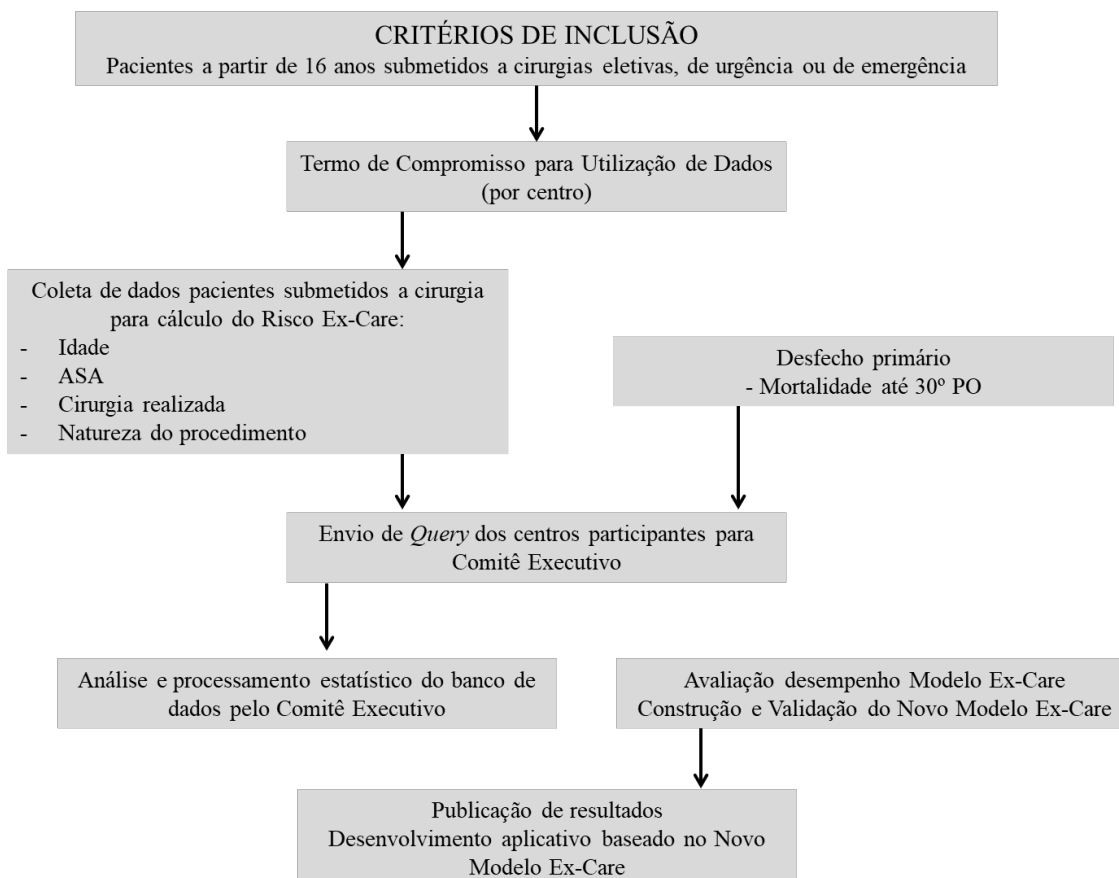 CRITÉRIOS DE INCLUSÃO
Pacientes a partir de 16 anos submetidos a cirurgias eletivas, de urgência ou de emergência
Termo de Compromisso para Utilização de Dados
(por centro)
Coleta de dados pacientes submetidos a cirurgia
para cálculo do Risco Ex-Care:
- Idade
- ASA
- Cirurgia realizada
- Natureza do procedimento
Desfecho primário
- Mortalidade até 30º PO
Envio de Query dos centros participantes para
Comitê Executivo
Análise e processamento estatístico do banco de
dados pelo Comitê Executivo
Avaliação desempenho Modelo Ex-Care
Construção e Validação do Novo Modelo Ex-Care
Publicação de resultados
Desenvolvimento aplicativo baseado no Novo
Modelo Ex-Care